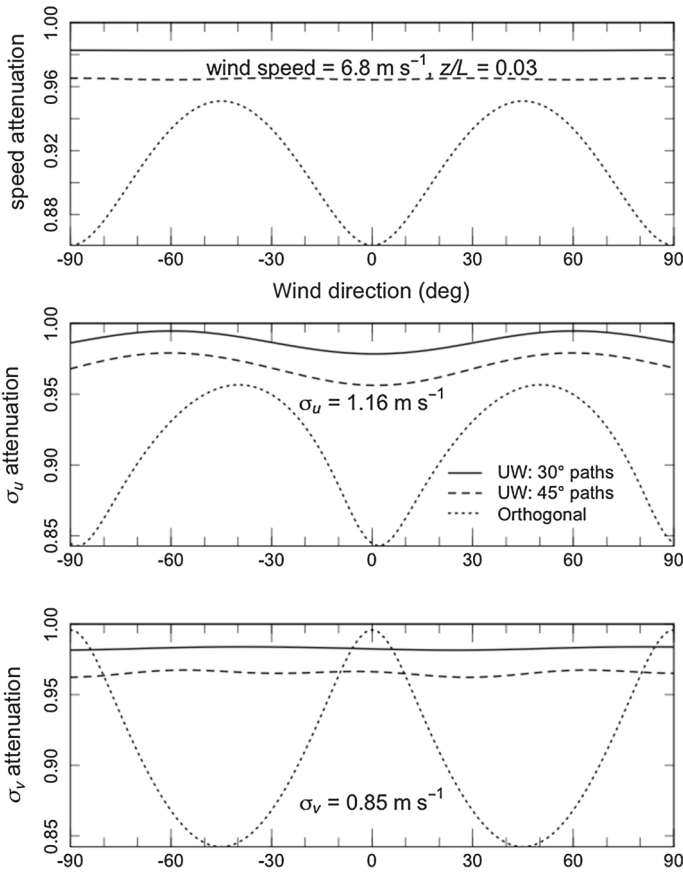 1.00
0.96
0.92
0.88
speed attenuation
wind speed = 6.8 m s⁻¹, z/L = 0.03
-90 -60 -30 0 30 60 90
Wind direction (deg)
1.00
0.95
0.90
0.85
σu attenuation
σu = 1.16 m s⁻¹
UW: 30° paths
UW: 45° paths
Orthogonal
-90 -60 -30 0 30 60 90
1.00
0.95
0.90
0.85
σv attenuation
σv = 0.85 m s⁻¹
-90 -60 -30 0 30 60 90